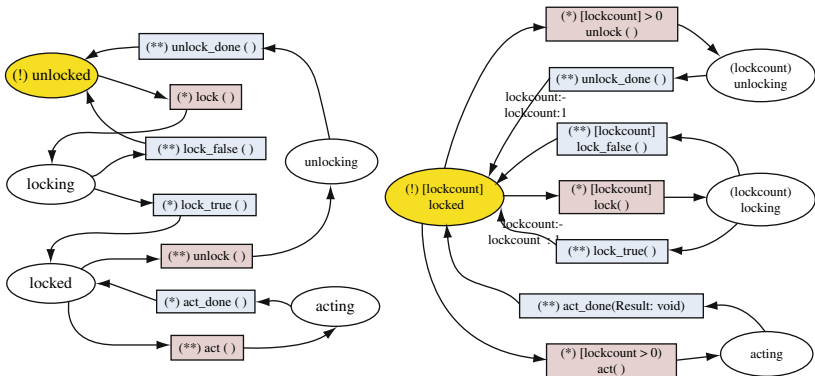 (**) unlock_done ( )
(!) unlocked
(*) lock ( )
(**) lock_false ( )
unlocking
locking
(*) lock_true ( )
(**) unlock ( )
locked
(*) act_done ( )
acting
(**) act ( )
(*) [lockcount] > 0
unlock ( )
(**) unlock_done ( )
(lockcount)
unlocking
lockcount:-
lockcount:1
(**) [lockcount]
lock_false ( )
(!) [lockcount]
locked
(*) [lockcount]
lock( )
(lockcount)
locking
lockcount:-
lockcount : 1
(**) lock_true( )
(**) act_done(Result: void)
(*) [lockcount > 0)
act( )
acting